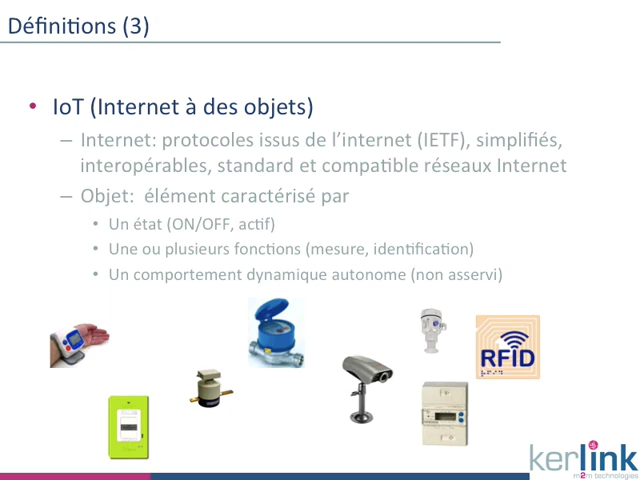 Définitions (3)
• IoT (Internet à des objets)
– Internet: protocoles issus de l'internet (IETF), simplifiés,
interopérables, standard et compatible réseaux Internet
– Objet: élément caractérisé par
• Un état (ON/OFF, actif)
• Une ou plusieurs fonctions (mesure, identification)
• Un comportement dynamique autonome (non asservi)
RFID
kerlink
m2m technologies